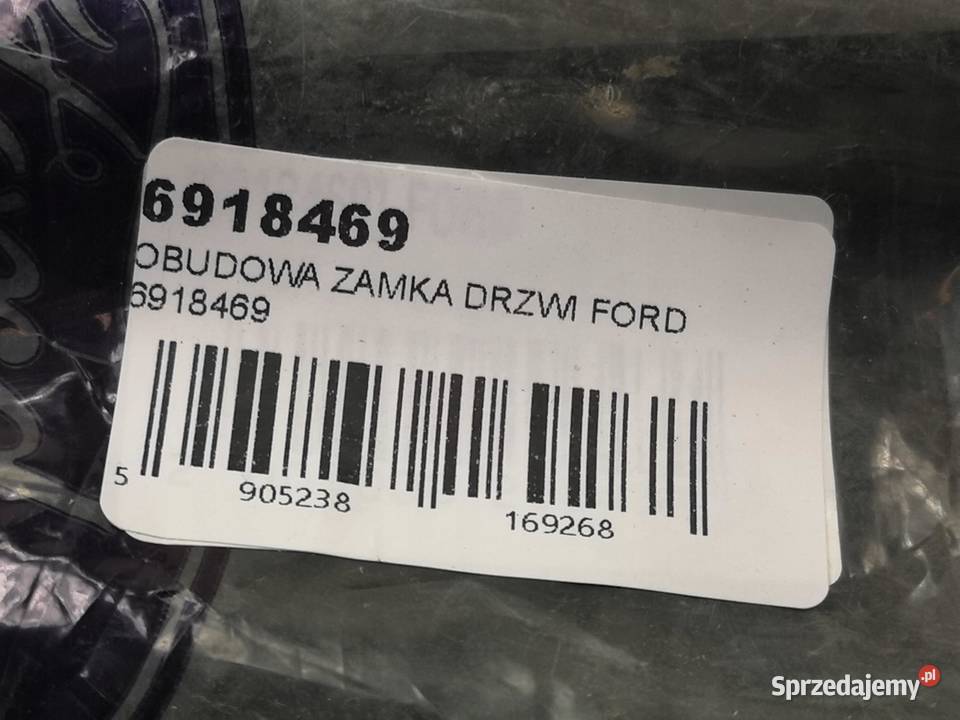 6918469
OBUDOWA ZAMKA DRZWI FORD
6918469
5 905238 169268
Sprzedajemy.pl